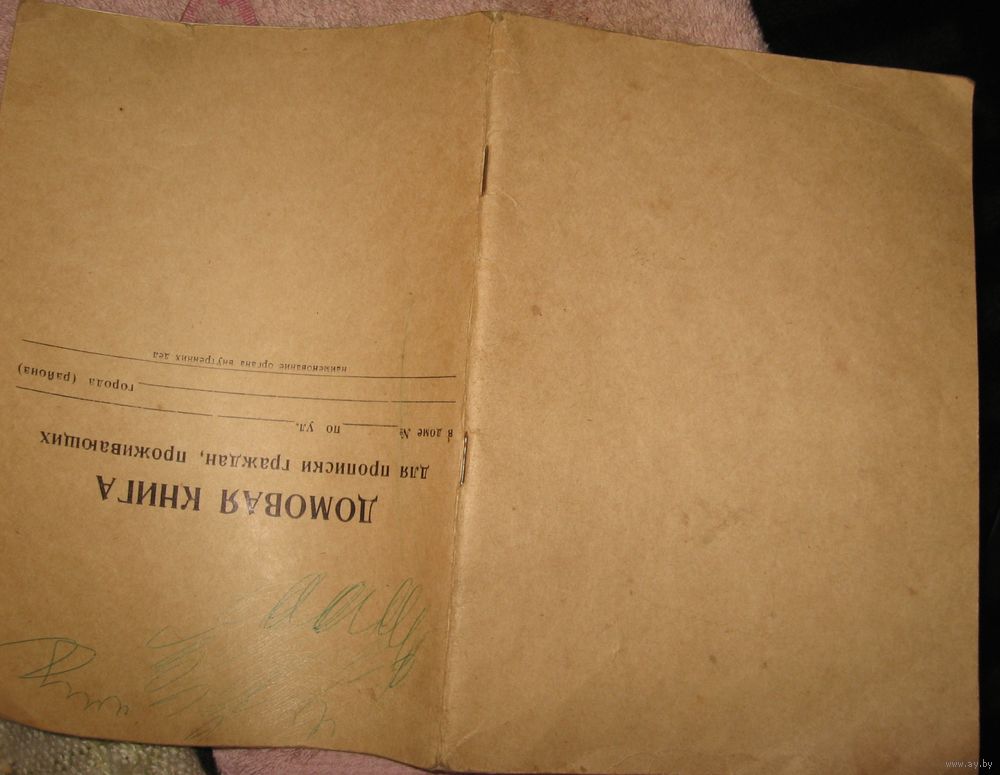 ДОМОВАЯ КНИГА
для прописки граждан, проживающих
в доме № по ул.
города (района)
наименование органа внутренних дел
www.ay.by